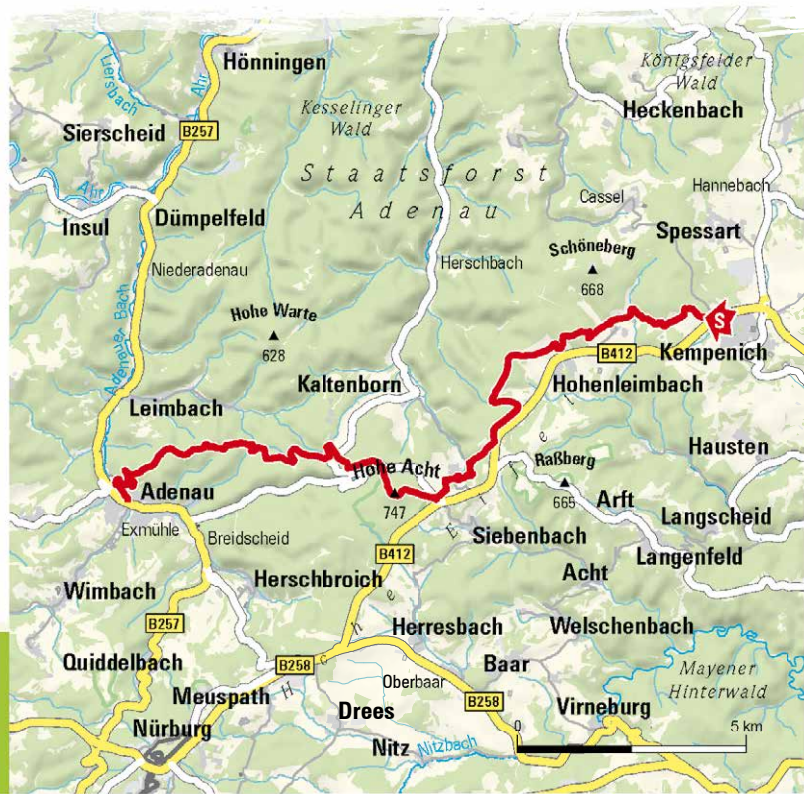 Hönningen
Liersbach
Ahr
Kesselinger
Wald
Königsfelder
Wald
Heckenbach
Sierscheid
B257
Staatsforst
Adenau
Ahr
Insul
Dümpelfeld
Cassel
Hannebach
Spessart
Niederadenau
Herschbach
Schöneberg
668
Adenauer Bach
Hohe Warte
628
S
Kempenich
B412
Kaltenborn
Hohenleimbach
Leimbach
Hausten
Hohe Acht
747
Raßberg
665
Arft
Adenau
Langscheid
Exmühle
Breidscheid
Siebenbach
Langenfeld
B412
Acht
Herschbroich
Wimbach
B257
Hohe Eifel
Herresbach
Welschenbach
Quiddelbach
B258
Baar
Mayener
Hinterwald
Meuspath
Oberbaar
B258
Virneburg
Drees
Nürburg
Nitz
Nitzbach
0
5 km